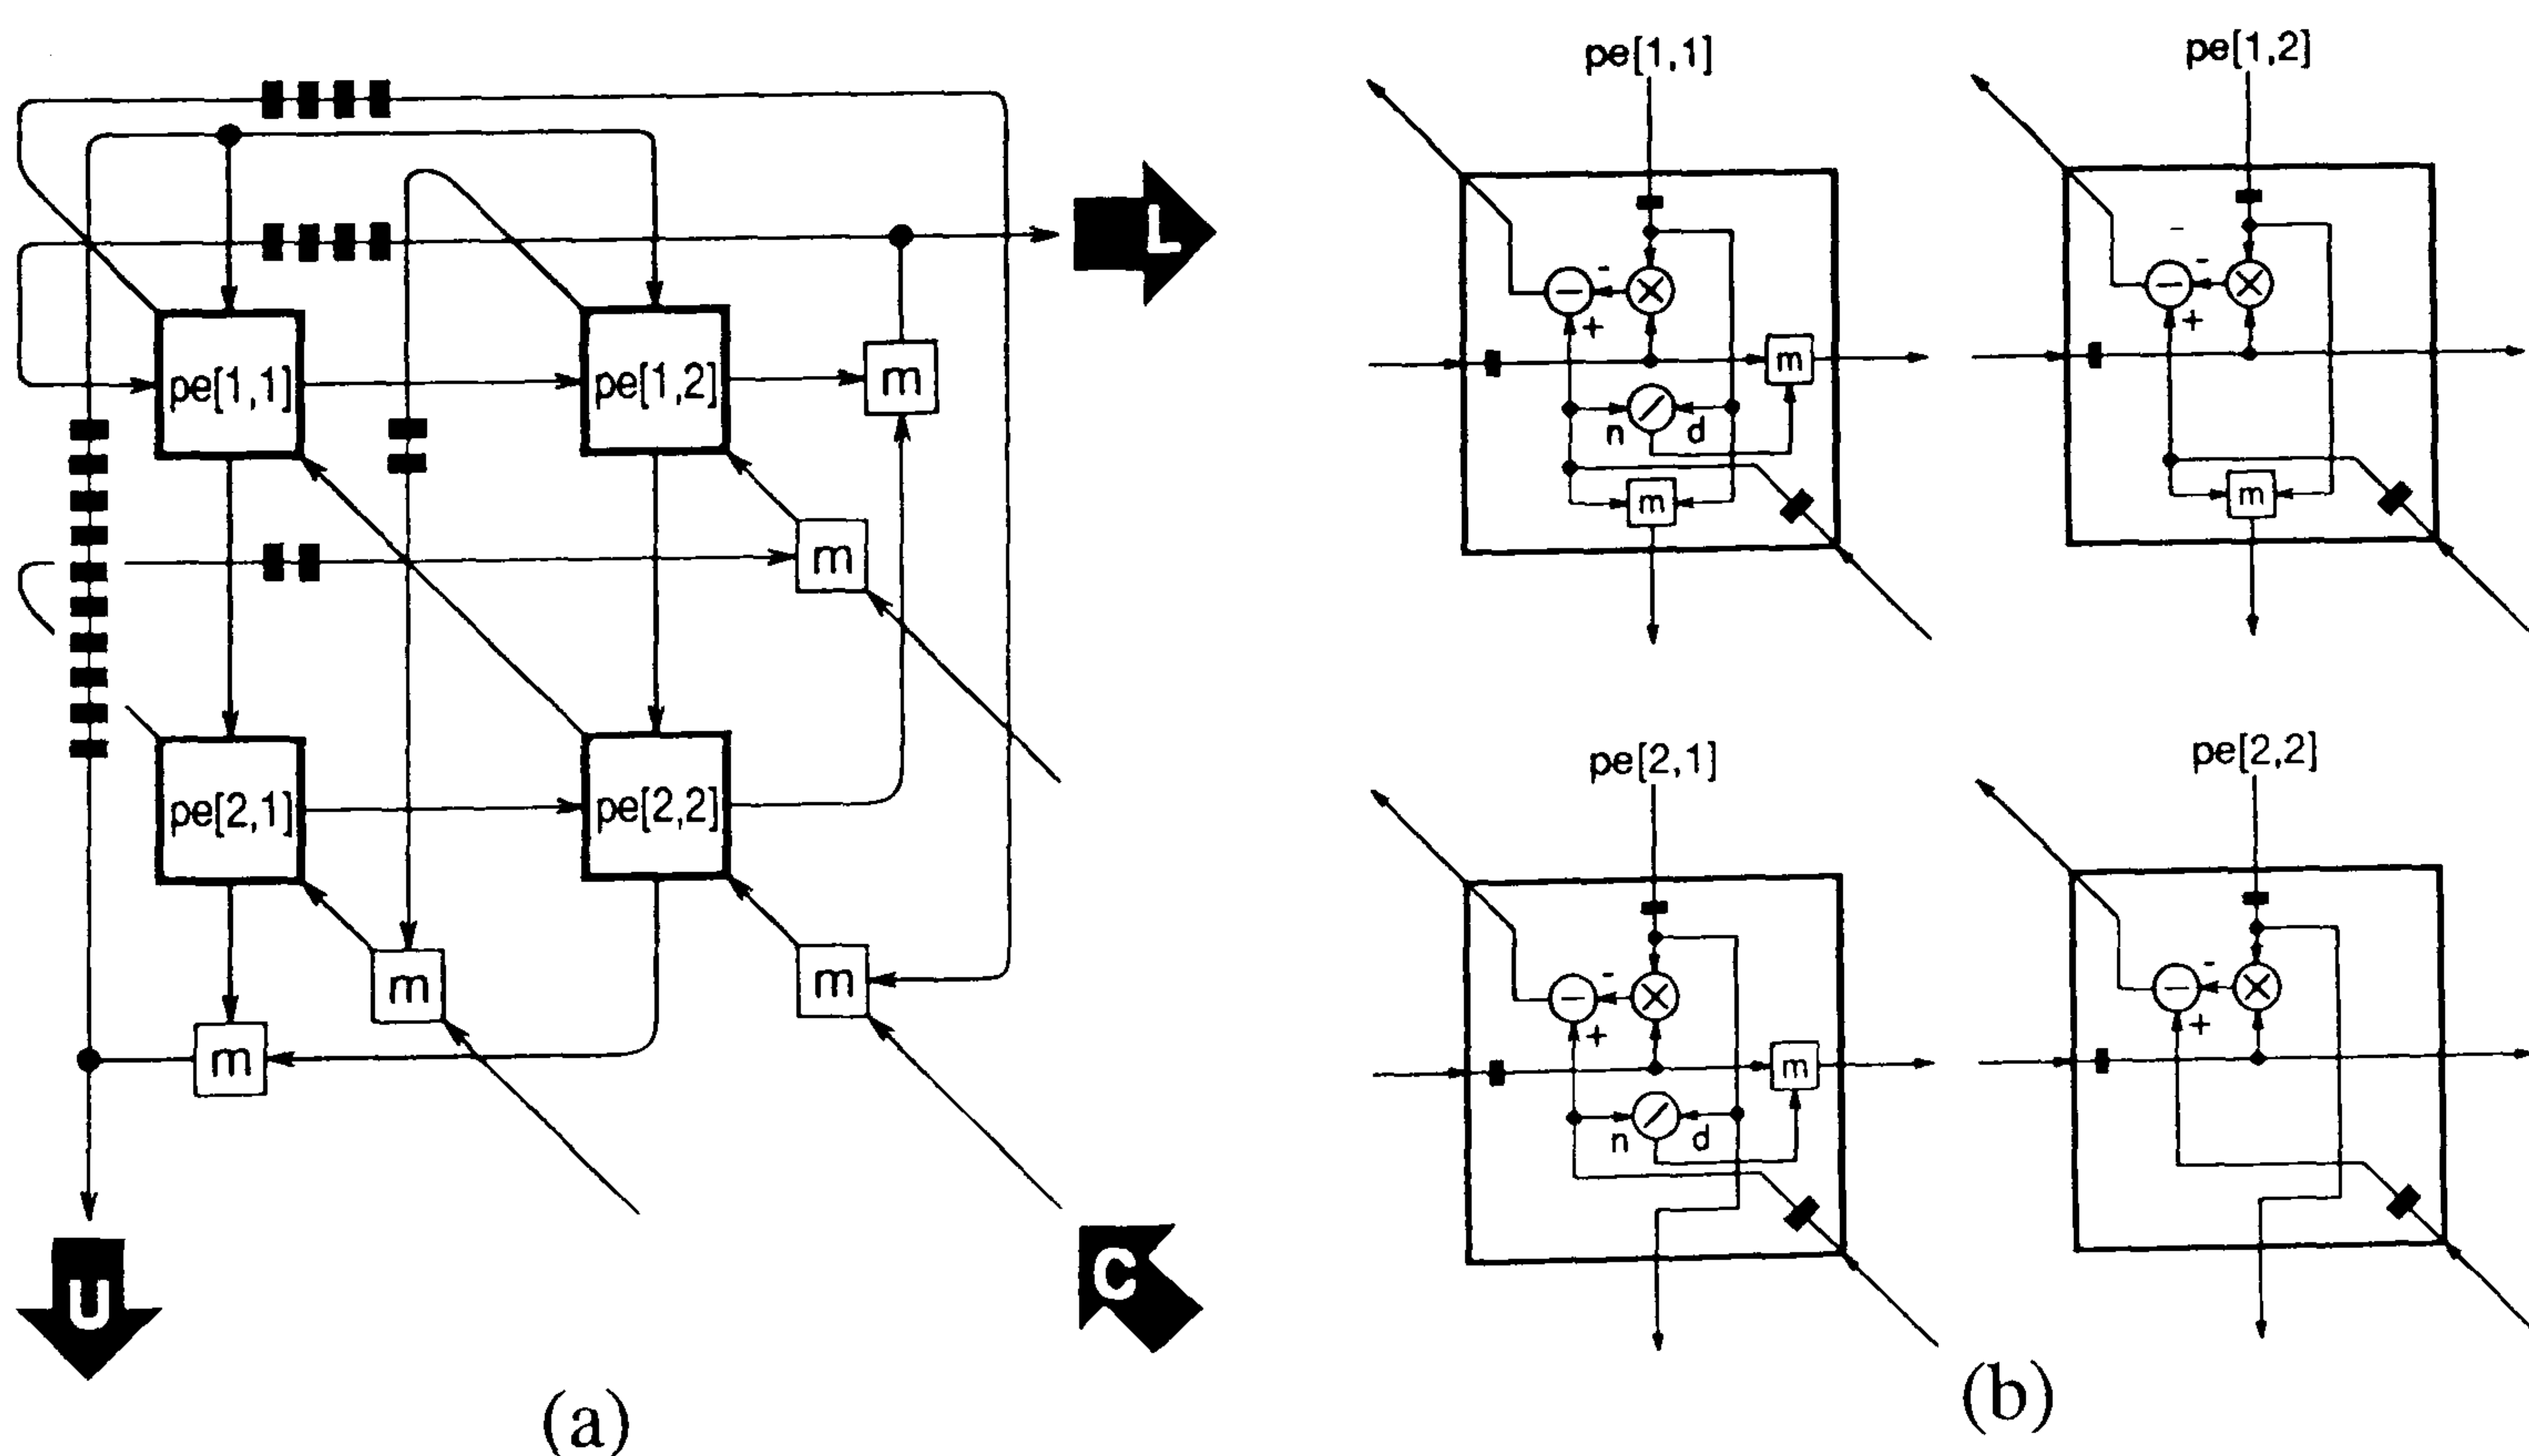 pe[1,1]
pe[1,2]
L
m
m
pe[2,1]
pe[2,2]
m
m
m
U
C
(a)
pe[1,1]
- 
+
m
n d
m
pe[1,2]
-
-
+
m
pe[2,1]
-
+
m
n d
pe[2,2]
-
+
(b)